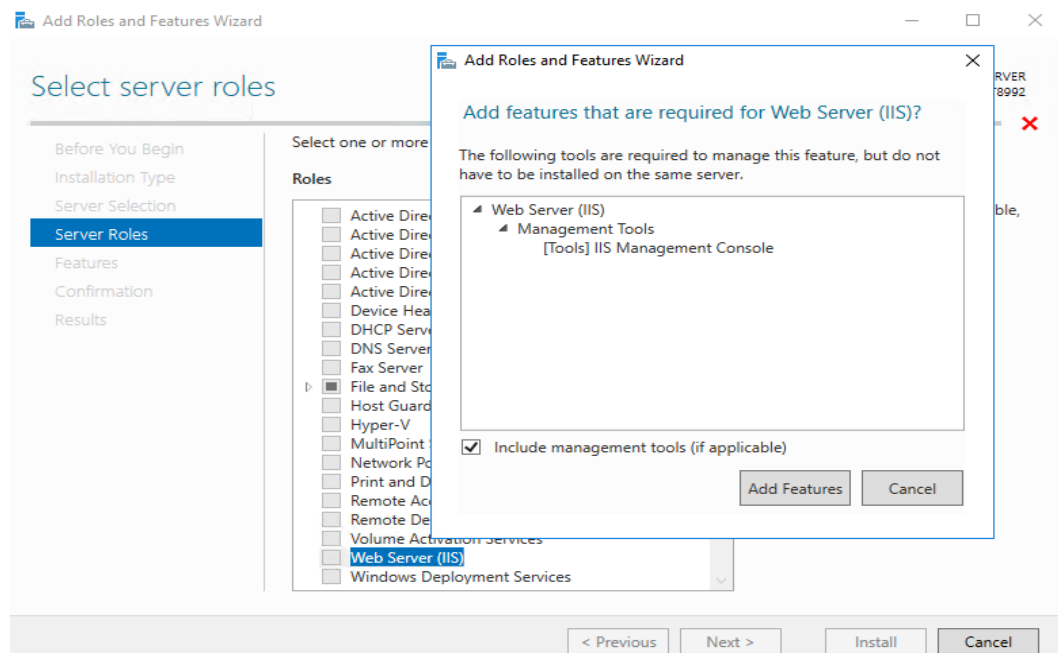 Add Roles and Features Wizard
Select server roles
RVER
8992
Before You Begin
Installation Type
Server Selection
Server Roles
Features
Confirmation
Results
Select one or more
Roles
Active Dire
Active Dire
Active Dire
Active Dire
Active Dire
Device Hea
DHCP Serv
DNS Server
Fax Server
File and Sto
Host Guard
Hyper-V
MultiPoint
Network Po
Print and D
Remote Ac
Remote De
Volume Activation Services
Web Server (IIS)
Windows Deployment Services
ble,
Add Roles and Features Wizard
Add features that are required for Web Server (IIS)?
The following tools are required to manage this feature, but do not
have to be installed on the same server.
Web Server (IIS)
Management Tools
[Tools] IIS Management Console
Include management tools (if applicable)
Add Features Cancel
< Previous Next > Install Cancel